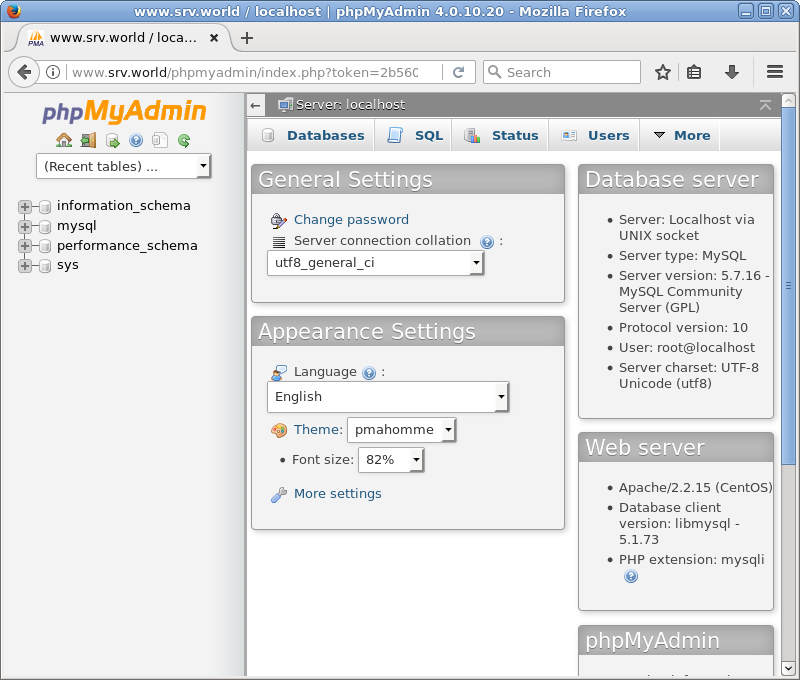 www.srv.world / localhost | phpMyAdmin 4.0.10.20 - Mozilla Firefox
PMA
www.srv.world / loca...
www.srv.world/phpmyadmin/index.php?token=2b560
Search
phpMyAdmin
(Recent tables) ...
information_schema
mysql
performance_schema
sys
Server: localhost
Databases
SQL
Status
Users
More
General Settings
Change password
Server connection collation :
utf8_general_ci
Appearance Settings
Language :
English
Theme: pmahomme
• Font size: 82%
More settings
Database server
• Server: Localhost via
UNIX socket
• Server type: MySQL
• Server version: 5.7.16 -
MySQL Community
Server (GPL)
• Protocol version: 10
• User: root@localhost
• Server charset: UTF-8
Unicode (utf8)
Web server
• Apache/2.2.15 (CentOS)
• Database client
version: libmysql -
5.1.73
• PHP extension: mysqli
phpMyAdmin